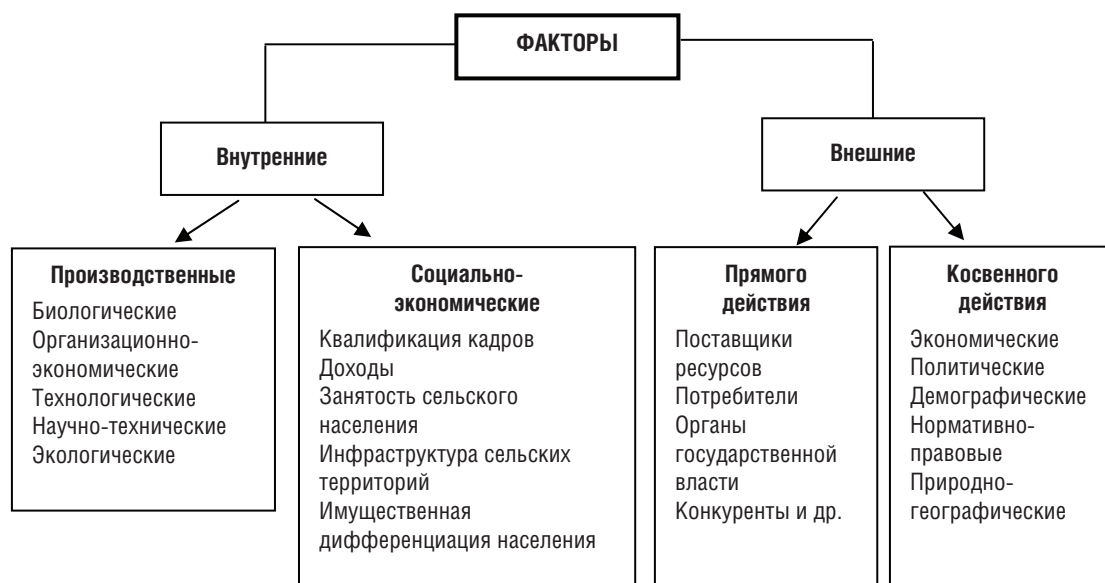 ФАКТОРЫ
Внутренние
Внешние
Производственные
Биологические
Организационно-
экономические
Технологические
Научно-технические
Экологические
Социально-
экономические
Квалификация кадров
Доходы
Занятость сельского
населения
Инфраструктура сельских
территорий
Имущественная
дифференциация населения
Прямого
действия
Поставщики
ресурсов
Потребители
Органы
государственной
власти
Конкуренты и др.
Косвенного
действия
Экономические
Политические
Демографические
Нормативно-
правовые
Природно-
географические